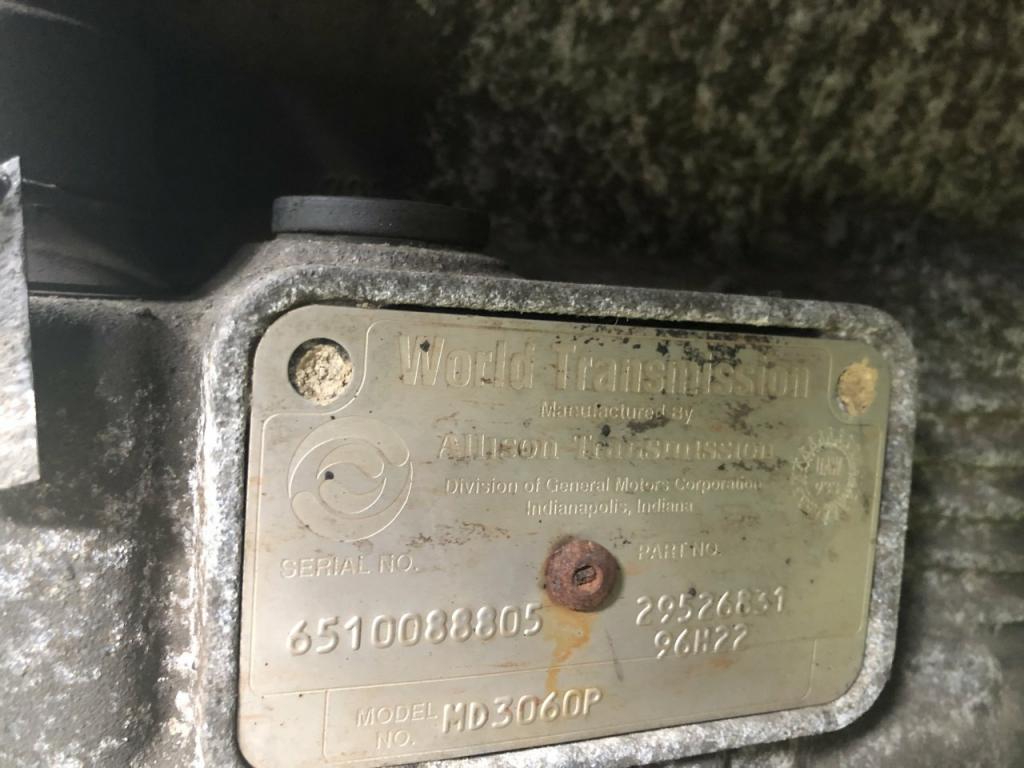 World Transmission
Manufactured By
Allison Transmission
Division of General Motors Corporation
Indianapolis, Indiana
SERIAL NO.
PART NO.
6510088805
29526831
96H22
MODEL NO.
MD3060P